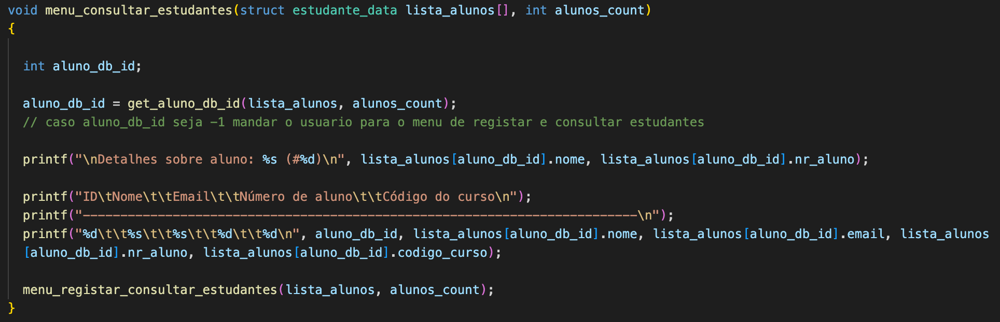 void menu_consultar_estudantes(struct estudante_data lista_alunos[], int alunos_count)
{
int aluno_db_id;
aluno_db_id = get_aluno_db_id(lista_alunos, alunos_count);
// caso aluno_db_id seja -1 mandar o usuario para o menu de registar e consultar estudantes
printf("\nDetalhes sobre aluno: %s (#%d)\n", lista_alunos[aluno_db_id].nome, lista_alunos[aluno_db_id].nr_aluno);
printf("ID\tNome\t\tEmail\t\tNúmero de aluno\t\tCódigo do curso\n");
printf("--------------------------------------------------------------------------\n");
printf("%d\t\t%s\t\t%s\t\t%d\t\t%d\n", aluno_db_id, lista_alunos[aluno_db_id].nome, lista_alunos[aluno_db_id].email, lista_alunos
[aluno_db_id].nr_aluno, lista_alunos[aluno_db_id].codigo_curso);
menu_registar_consultar_estudantes(lista_alunos, alunos_count);
}